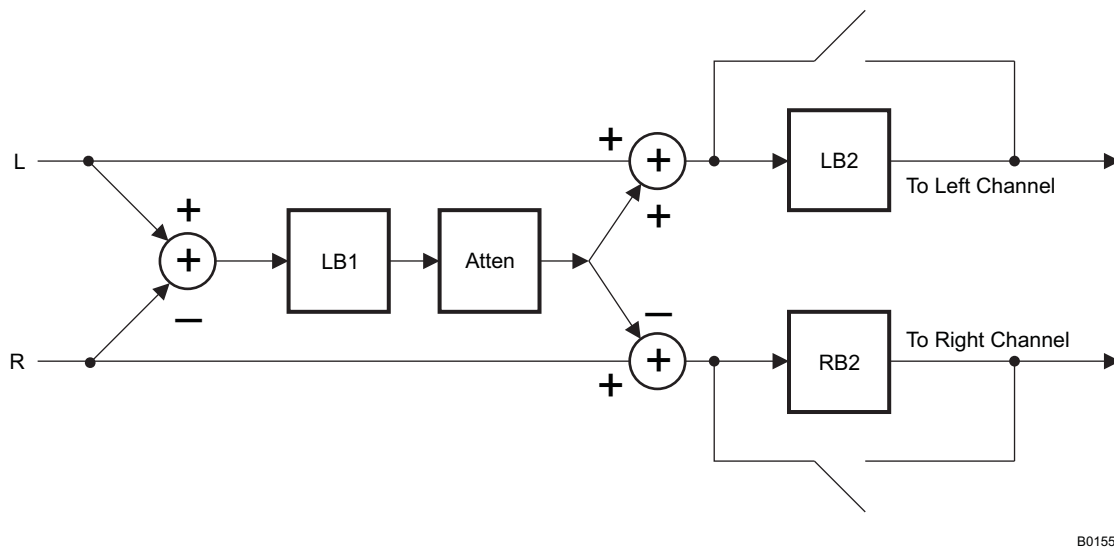 +
+
LB2
L
To Left Channel
+
+
+
LB1
Atten
−
−
To Right Channel
R
+
RB2
+
B0155